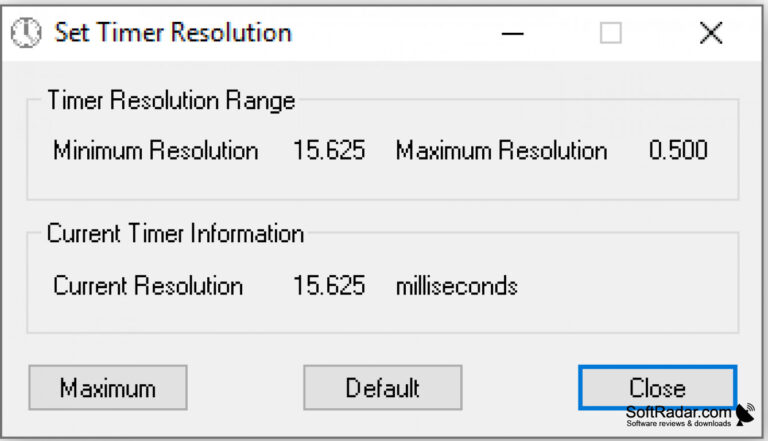 Set Timer Resolution
Timer Resolution Range
Minimum Resolution 15.625 Maximum Resolution 0.500
Current Timer Information
Current Resolution 15.625 milliseconds
Maximum Default Close
SoftRadar.com
Software reviews & downloads